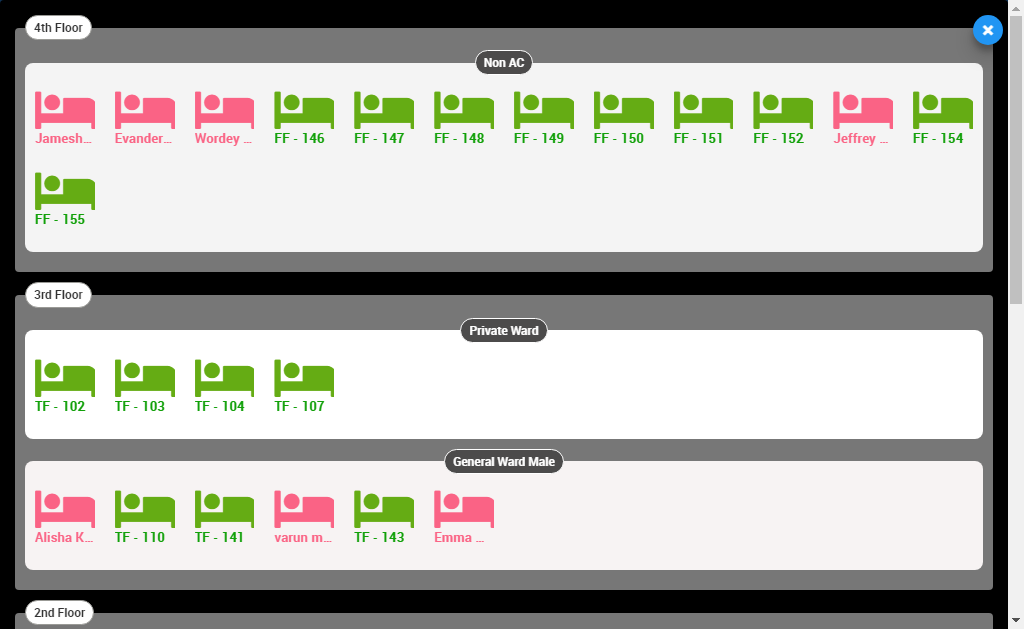 4th Floor
Non AC
Jamesh... Evander... Wordey ... FF - 146 FF - 147 FF - 148 FF - 149 FF - 150 FF - 151 FF - 152 Jeffrey ... FF - 154
FF - 155
3rd Floor
Private Ward
TF - 102 TF - 103 TF - 104 TF - 107
General Ward Male
Alisha K... TF - 110 TF - 141 varun m... TF - 143 Emma ...
2nd Floor